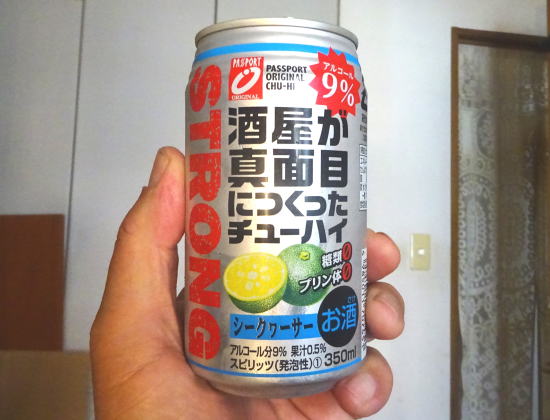 PASSPORT
ORIGINAL
PASSPORT
ORIGINAL
CHU-HI
アルコール
9%
STRONG
酒屋が
真面目
につくった
チューハイ
糖類0
プリン体0
シークヮーサー
お酒
アルコール分9% 果汁0.5%
スピリッツ(発泡性)① 350ml